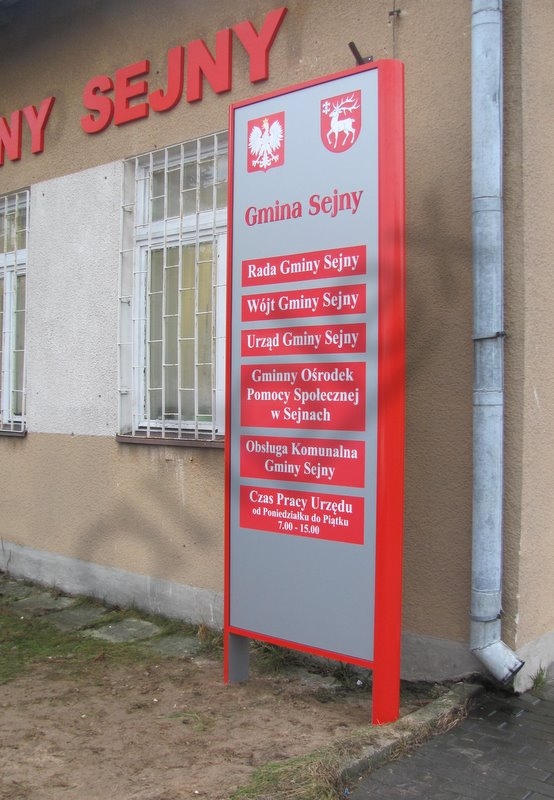 NY SEJNY
Gmina Sejny
Rada Gminy Sejny
Wójt Gminy Sejny
Urząd Gminy Sejny
Gminny Ośrodek
Pomocy Społecznej
w Sejnach
Obsługa Komunalna
Gminy Sejny
Czas Pracy Urzędu
od Poniedziałku do Piątku
7.00 - 15.00